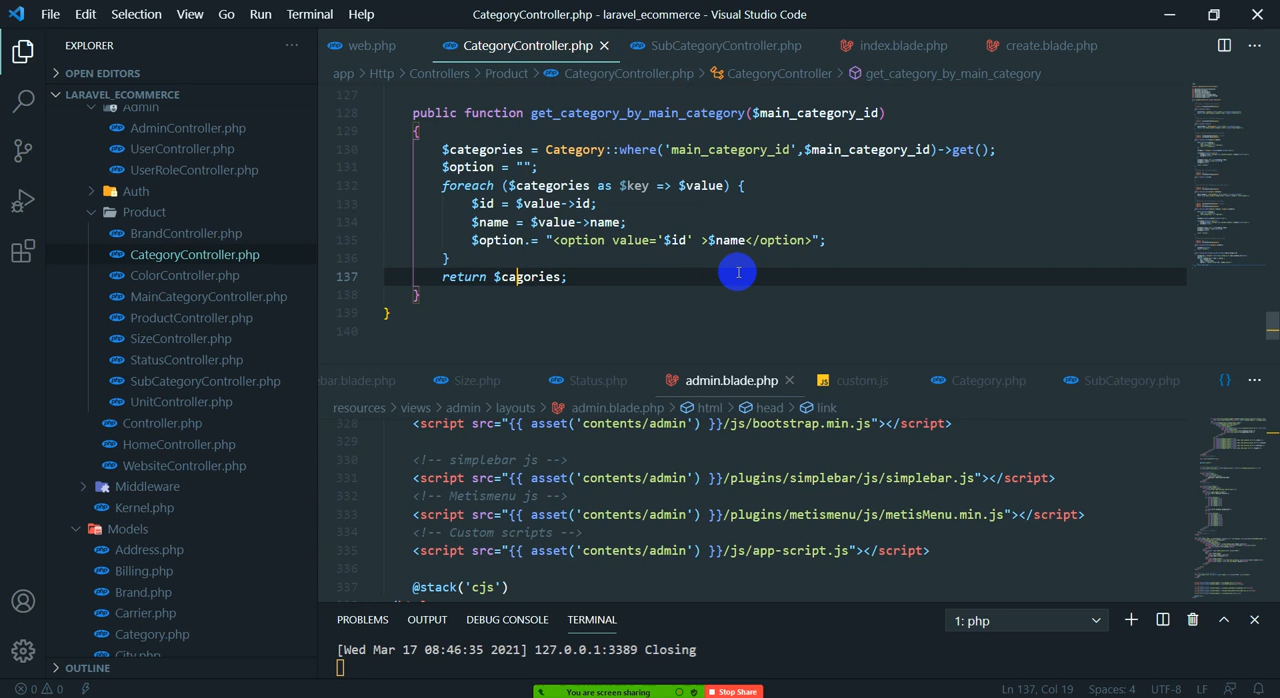 File Edit Selection View Go Run Terminal Help
CategoryController.php - laravel_ecommerce - Visual Studio Code
EXPLORER
OPEN EDITORS
LARAVEL_ECOMMERCE
Admin
AdminController.php
UserController.php
UserRoleController.php
Auth
Product
BrandController.php
CategoryController.php
ColorController.php
MainCategoryController.php
ProductController.php
SizeController.php
StatusController.php
SubCategoryController.php
UnitController.php
Controller.php
HomeController.php
WebsiteController.php
Middleware
Kernel.php
Models
Address.php
Billing.php
Brand.php
Carrier.php
Category.php
City.php
OUTLINE
web.php CategoryController.php SubCategoryController.php index.blade.php create.blade.php
app > Http > Controllers > Product > CategoryController.php > CategoryController > get_category_by_main_category
127
128 public function get_category_by_main_category($main_category_id)
129 {
130 $categories = Category::where('main_category_id',$main_category_id)->get();
131 $option = "";
132 foreach ($categories as $key => $value) {
133 $id = $value->id;
134 $name = $value->name;
135 $option.= "<option value='$id' >$name</option>";
136 }
137 return $cagories;
138 }
139 }
140
bar.blade.php Size.php Status.php admin.blade.php custom.js Category.php SubCategory.php
resources > views > admin > layouts > admin.blade.php > html > head > link
328 <script src="{{ asset('contents/admin') }}/js/bootstrap.min.js"></script>
329
330 <!-- simplebar js -->
331 <script src="{{ asset('contents/admin') }}/plugins/simplebar/js/simplebar.js"></script>
332 <!-- Metismenu js -->
333 <script src="{{ asset('contents/admin') }}/plugins/metismenu/js/metisMenu.min.js"></script>
334 <!-- Custom scripts -->
335 <script src="{{ asset('contents/admin') }}/js/app-script.js"></script>
336
337 @stack('cjs')
PROBLEMS OUTPUT DEBUG CONSOLE TERMINAL
1: php
[Wed Mar 17 08:46:35 2021] 127.0.0.1:3389 Closing
0 0
You are screen sharing Stop Share
Ln 137, Col 19 Spaces: 4 UTF-8 LF